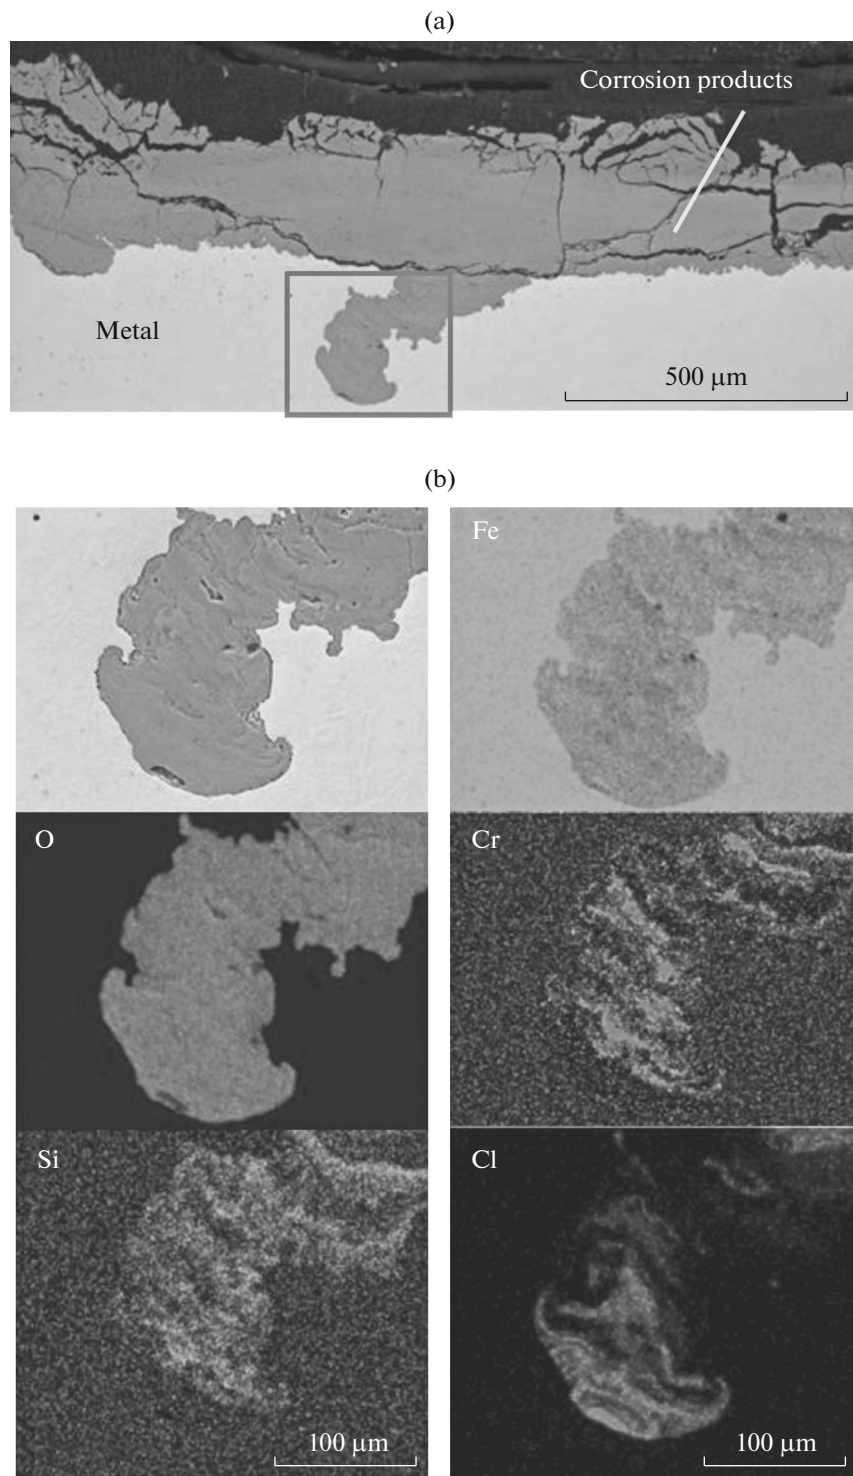 (a)
Corrosion products
Metal
500 μm
(b)
Fe
O
Cr
Si
Cl
100 μm
100 μm